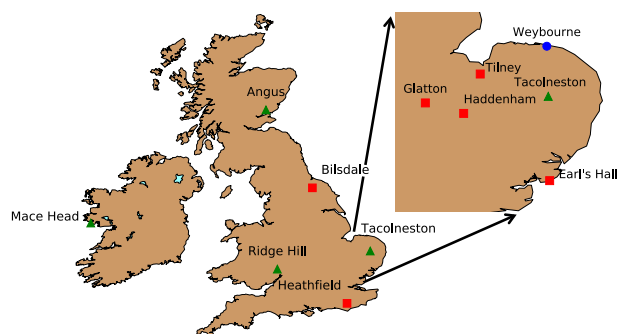 Weybourne
Tilney
Tacolneston
Glatton
Haddenham
Earl's Hall
Angus
Bilsdale
Mace Head
Tacolneston
Ridge Hill
Heathfield